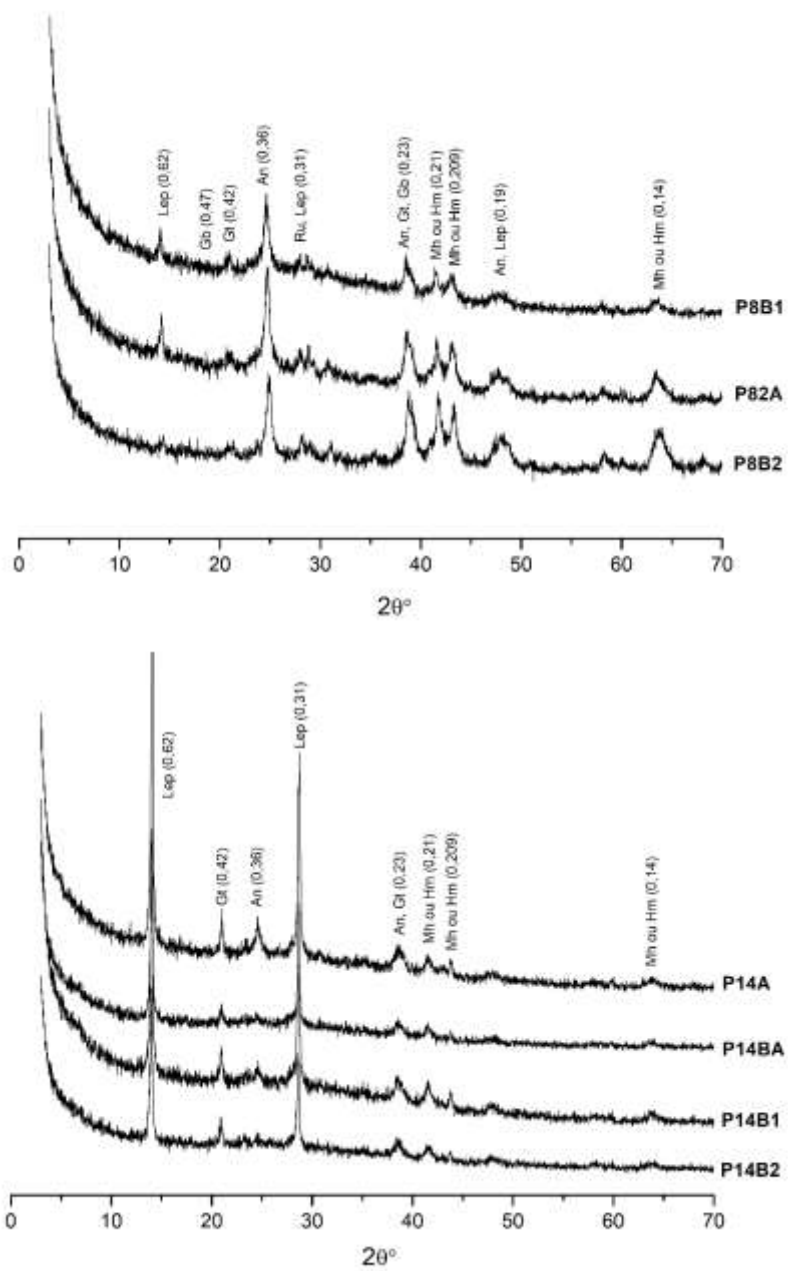 Lep (0,62)
Gb (0,47)
Gt (0,42)
An (0,36)
Ru, Lep (0,31)
An, Gt, Gb (0,23)
Mh ou Hm (0,21)
Mh ou Hm (0,209)
An, Lep (0,19)
Mh ou Hm (0,14)
P8B1
P82A
P8B2
0 10 20 30 40 50 60 70
2θ°
Lep (0,62)
Gt (0,42)
An (0,36)
Lep (0,31)
An, Gt (0,23)
Mh ou Hm (0,21)
Mh ou Hm (0,209)
Mh ou Hm (0,14)
P14A
P14BA
P14B1
P14B2
0 10 20 30 40 50 60 70
2θ°